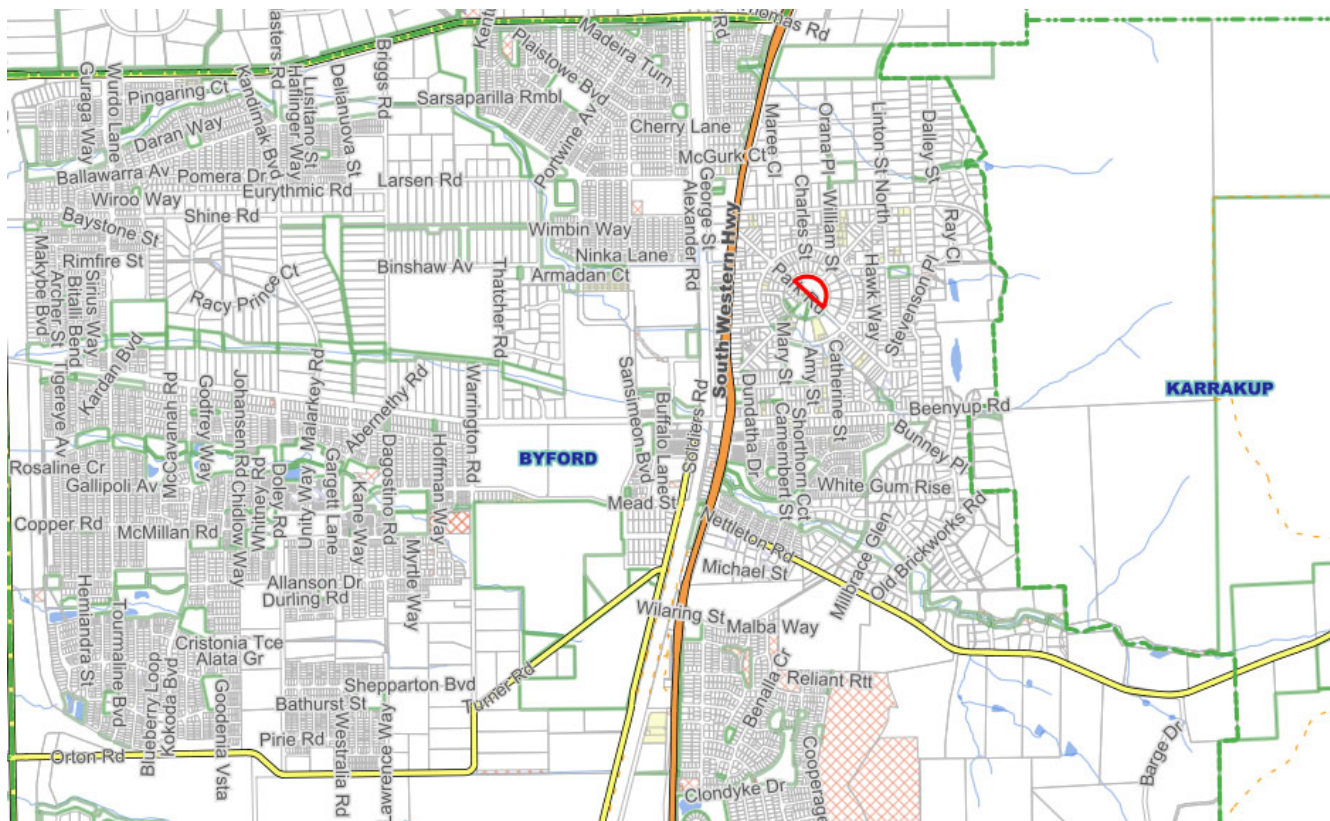 Thomas Rd
Madeira Turn
Plaistowe Bvd
Briggs Rd
Kandimak Bvd
Haflinger Way
Lusitano St
Delianuova St
Guraga Way
Wurdo Lane
Pingaring Ct
Sarsaparilla Rmbl
Portwine Av
Cherry Lane
McGurk Ct
Maree Cl
Orana Pl
Linton St North
Dalley St
Daran Way
Ballawarra Av
Pomera Dr
Eurythmic Rd
Larsen Rd
Wiroo Way
Shine Rd
George St
Alexander Rd
Charles St
William St
Ray Cl
Baystone St
Wimbin Way
Ninka Lane
South Western Hwy
Makybe Bvd
Archer St
Bitalli Bend
Sirius Way
Rimfire St
Racy Prince Ct
Binshaw Av
Armadan Ct
Thatcher Rd
Hawk Way
Stevenson Pl
Kardan Bvd
Tigereye Av
McCavanah Rd
Godfrey Way
Johansen Rd
Malarkey Rd
Abernethy Rd
Warrington Rd
Sansimeon Bvd
Buffalo Lane
Soldiers Rd
Dundatha Dr
Mary St
Amy St
Catherine St
Camembert St
Shorthorn Cct
Beenyup Rd
Bunney Pl
KARRAKUP
BYFORD
Rosaline Cr
Gallipoli Av
Copper Rd
McMillan Rd
Chidlow Way
Whiney Rd
Doley Rd
Unity Way
Gargett Lane
Kane Way
Dagostino Rd
Hoffman Way
Mead St
White Gum Rise
Nettleton Rd
Michael St
Millbrace Glen
Old Brickworks Rd
Hemiandra St
Tourmaline Bvd
Blueberry Loop
Kokoda Bvd
Allanson Dr
Durling Rd
Myrtle Way
Wilaring St
Malba Way
Cristonia Tce
Alata Gr
Goodenia Vsta
Shepparton Bvd
Bathurst St
Pirie Rd
Westralia Rd
Turner Rd
Benalla Cr
Reliant Rtt
Orton Rd
Clondyke Dr
Cooperage
Barge Dr